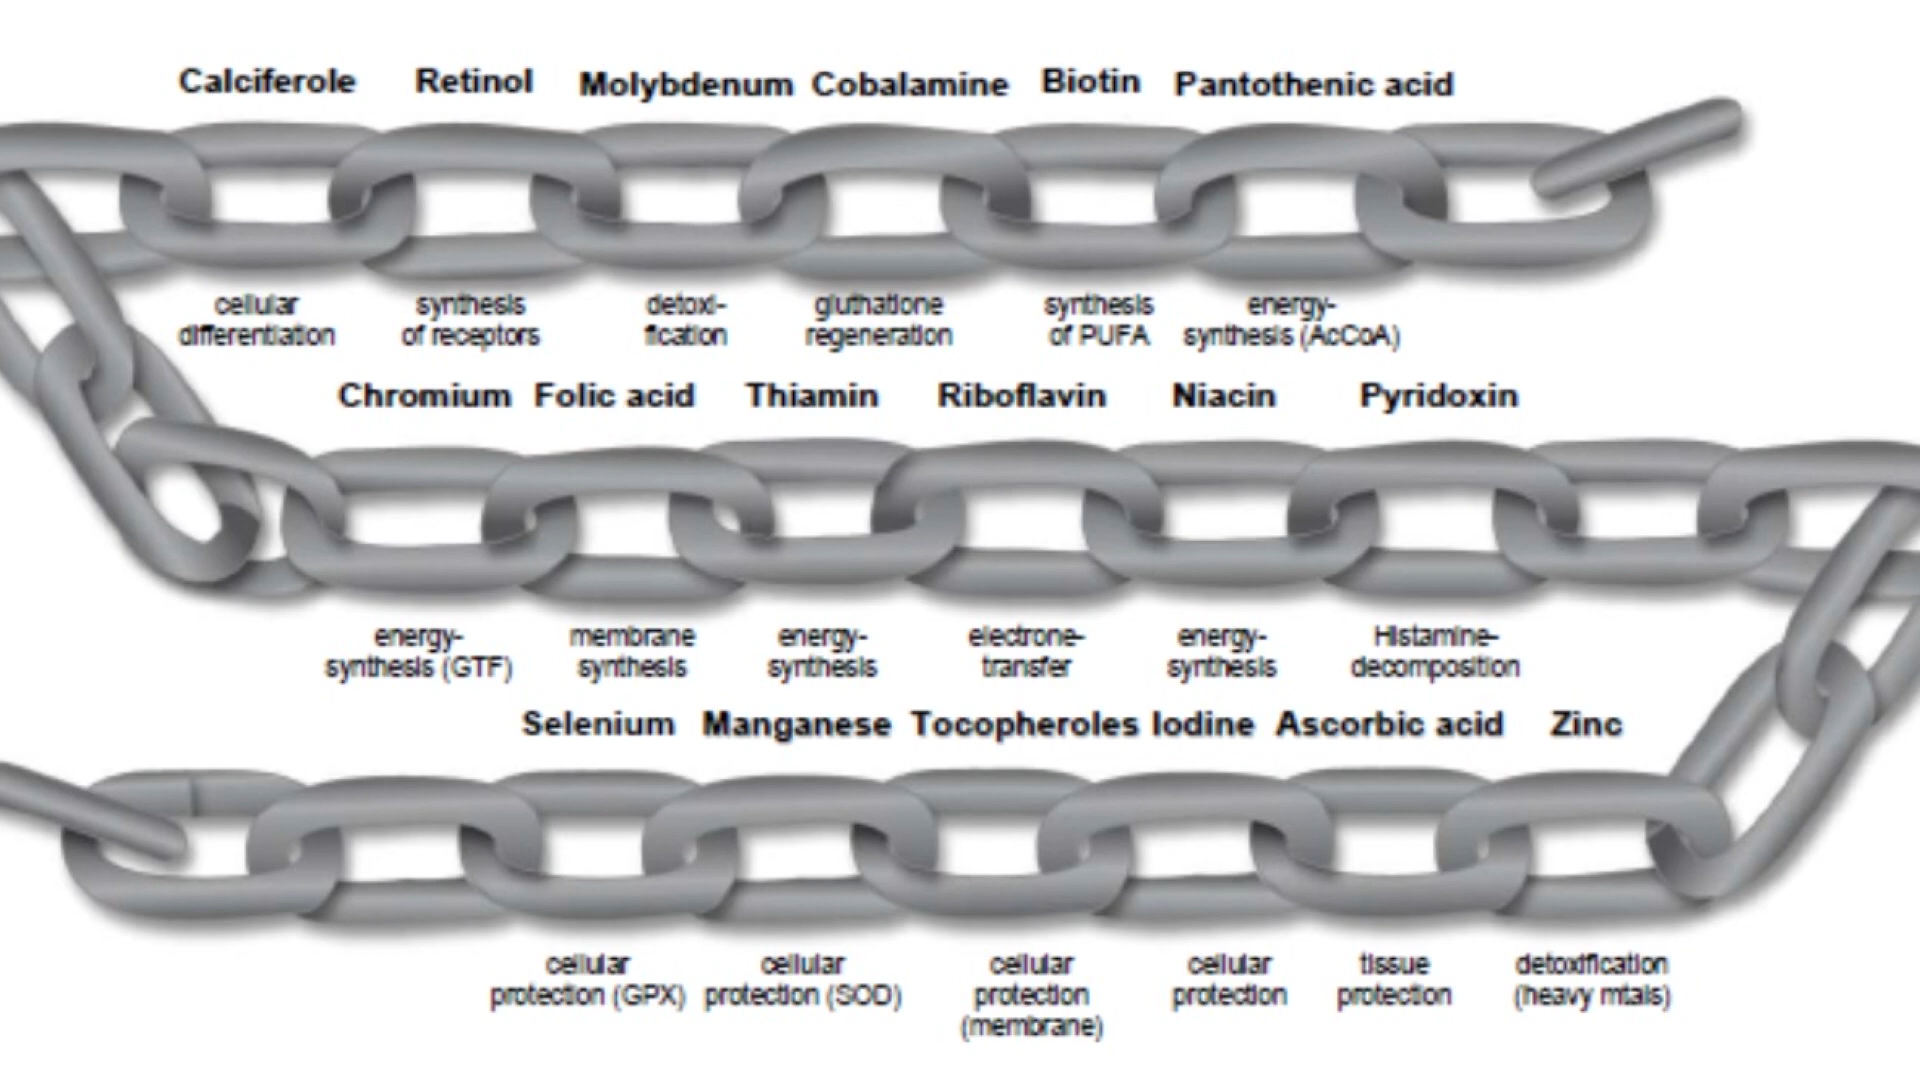 Calciferole Retinol Molybdenum Cobalamine Biotin Pantothenic acid
cellular synthesis detoxi- gluthatione synthesis energy-
differentiation of receptors fication regeneration of PUFA synthesis (AcCoA)
Chromium Folic acid Thiamin Riboflavin Niacin Pyridoxin
energy- membrane energy- electrone- energy- Histamine-
synthesis (GTF) synthesis synthesis transfer synthesis decomposition
Selenium Manganese Tocopheroles Iodine Ascorbic acid Zinc
cellular cellular cellular cellular tissue detoxification
protection (GPX) protection (SOD) protection protection protection (heavy mtals)
(membrane)